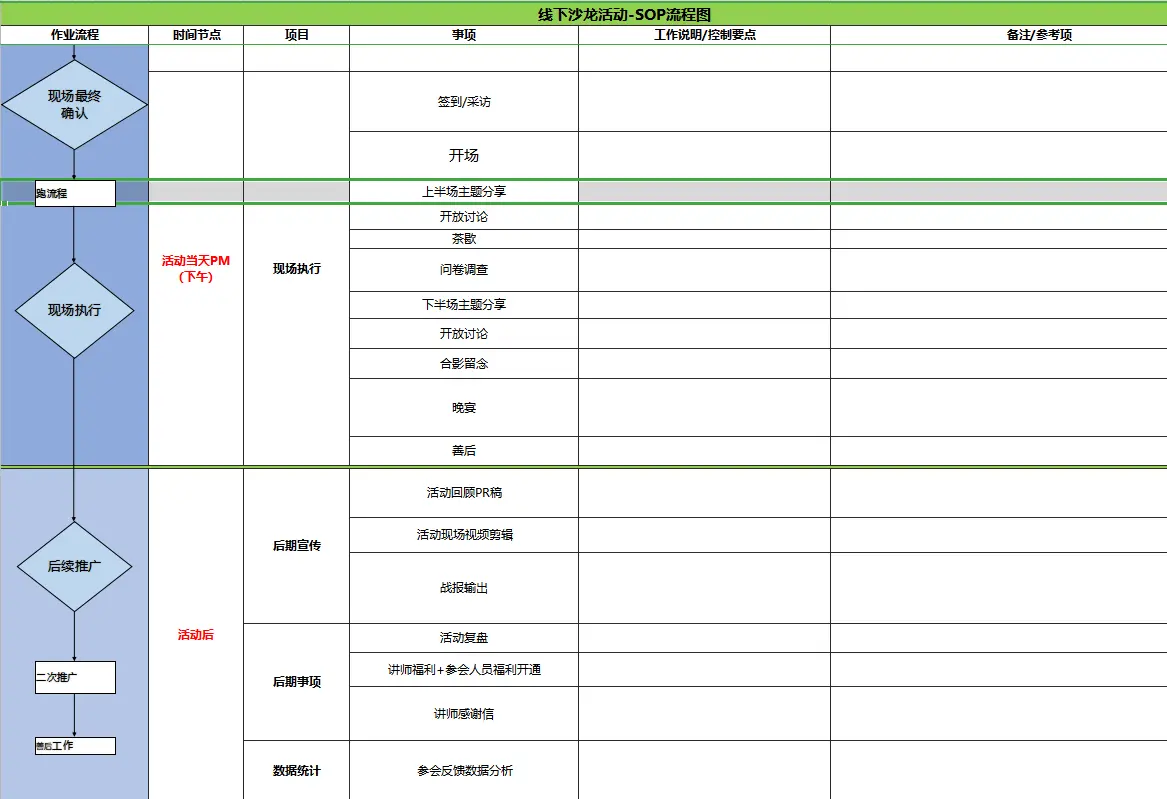 线下沙龙活动-SOP流程图
作业流程
时间节点
项目
事项
工作说明/控制要点
备注/参考项
现场最终
确认
签到/采访
开场
跑流程
上半场主题分享
开放讨论
茶歇
活动当天PM
(下午)
现场执行
问卷调查
现场执行
下半场主题分享
开放讨论
合影留念
晚宴
善后
活动回顾PR稿
活动现场视频剪辑
后期宣传
后续推广
战报输出
活动后
活动复盘
讲师福利+参会人员福利开通
后期事项
二次推广
讲师感谢信
善后工作
数据统计
参会反馈数据分析